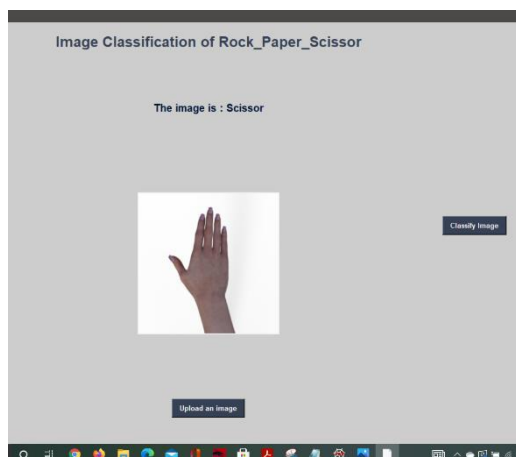 Image Classification of Rock_Paper_Scissor
The image is : Scissor
Classify Image
Upload an image